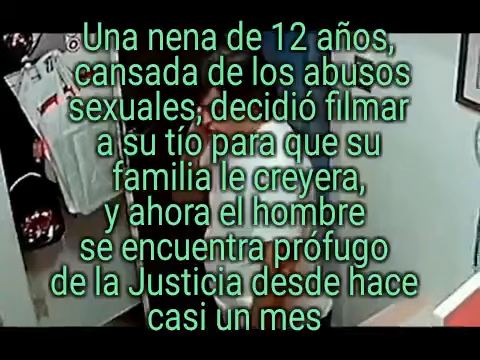 Una nena de 12 años,
cansada de los abusos
sexuales, decidió filmar
a su tío para que su
familia le creyera,
y ahora el hombre
se encuentra prófugo
de la Justicia desde hace
casi un mes